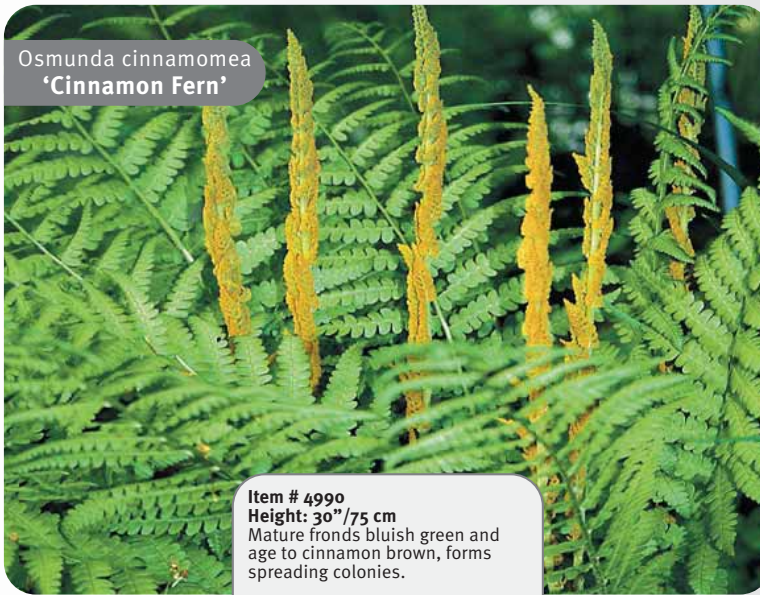 Osmunda cinnamomea
‘Cinnamon Fern’
Item # 4990
Height: 30”/75 cm
Mature fronds bluish green and
age to cinnamon brown, forms
spreading colonies.